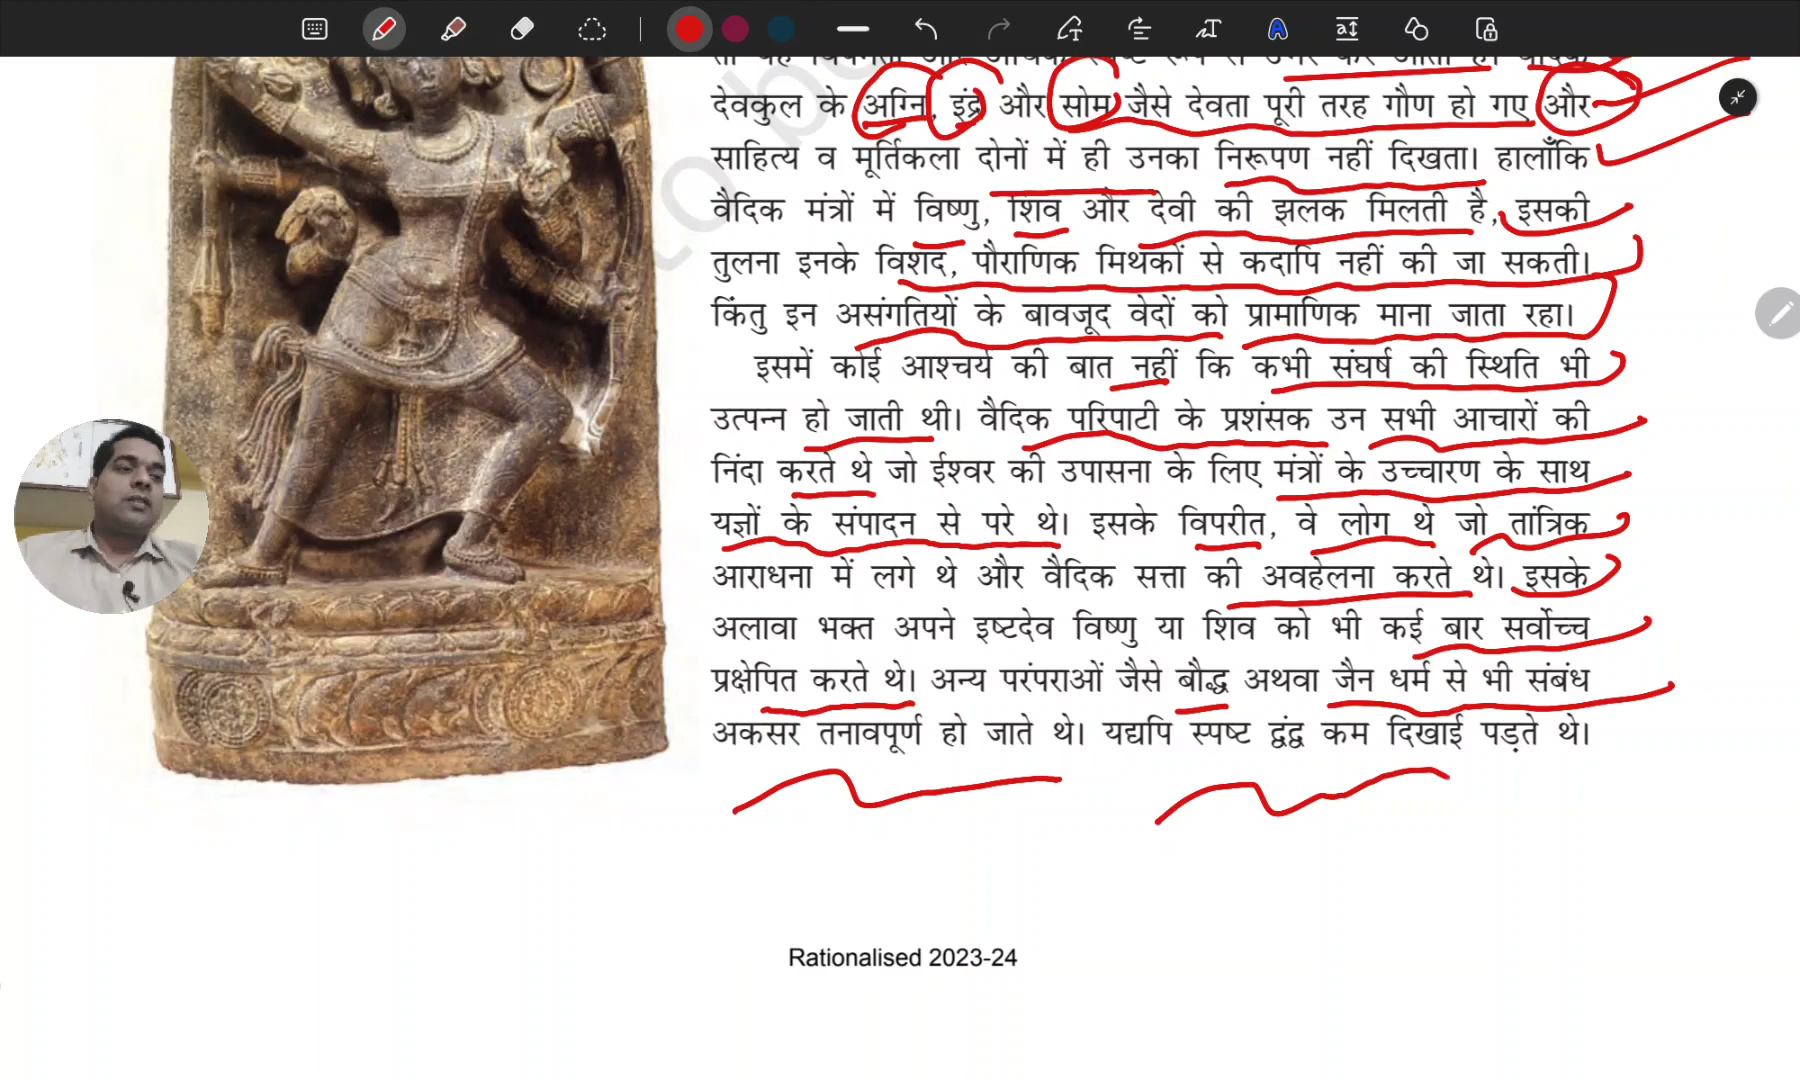 देवकुल के अग्नि, इंद्र और सोम जैसे देवता पूरी तरह गौण हो गए और
साहित्य व मूर्तिकला दोनों में ही उनका निरूपण नहीं दिखता। हालाँकि
वैदिक मंत्रों में विष्णु, शिव और देवी की झलक मिलती है, इसकी
तुलना इनके विशद, पौराणिक मिथकों से कदापि नहीं की जा सकती।
किंतु इन असंगतियों के बावजूद वेदों को प्रामाणिक माना जाता रहा।
इसमें कोई आश्चर्य की बात नहीं कि कभी संघर्ष की स्थिति भी
उत्पन्न हो जाती थी। वैदिक परिपाटी के प्रशंसक उन सभी आचारों की
निंदा करते थे जो ईश्वर की उपासना के लिए मंत्रों के उच्चारण के साथ
यज्ञों के संपादन से परे थे। इसके विपरीत, वे लोग थे जो तांत्रिक
आराधना में लगे थे और वैदिक सत्ता की अवहेलना करते थे। इसके
अलावा भक्त अपने इष्टदेव विष्णु या शिव को भी कई बार सर्वोच्च
प्रक्षेपित करते थे। अन्य परंपराओं जैसे बौद्ध अथवा जैन धर्म से भी संबंध
अकसर तनावपूर्ण हो जाते थे। यद्यपि स्पष्ट द्वंद्व कम दिखाई पड़ते थे।
Rationalised 2023-24